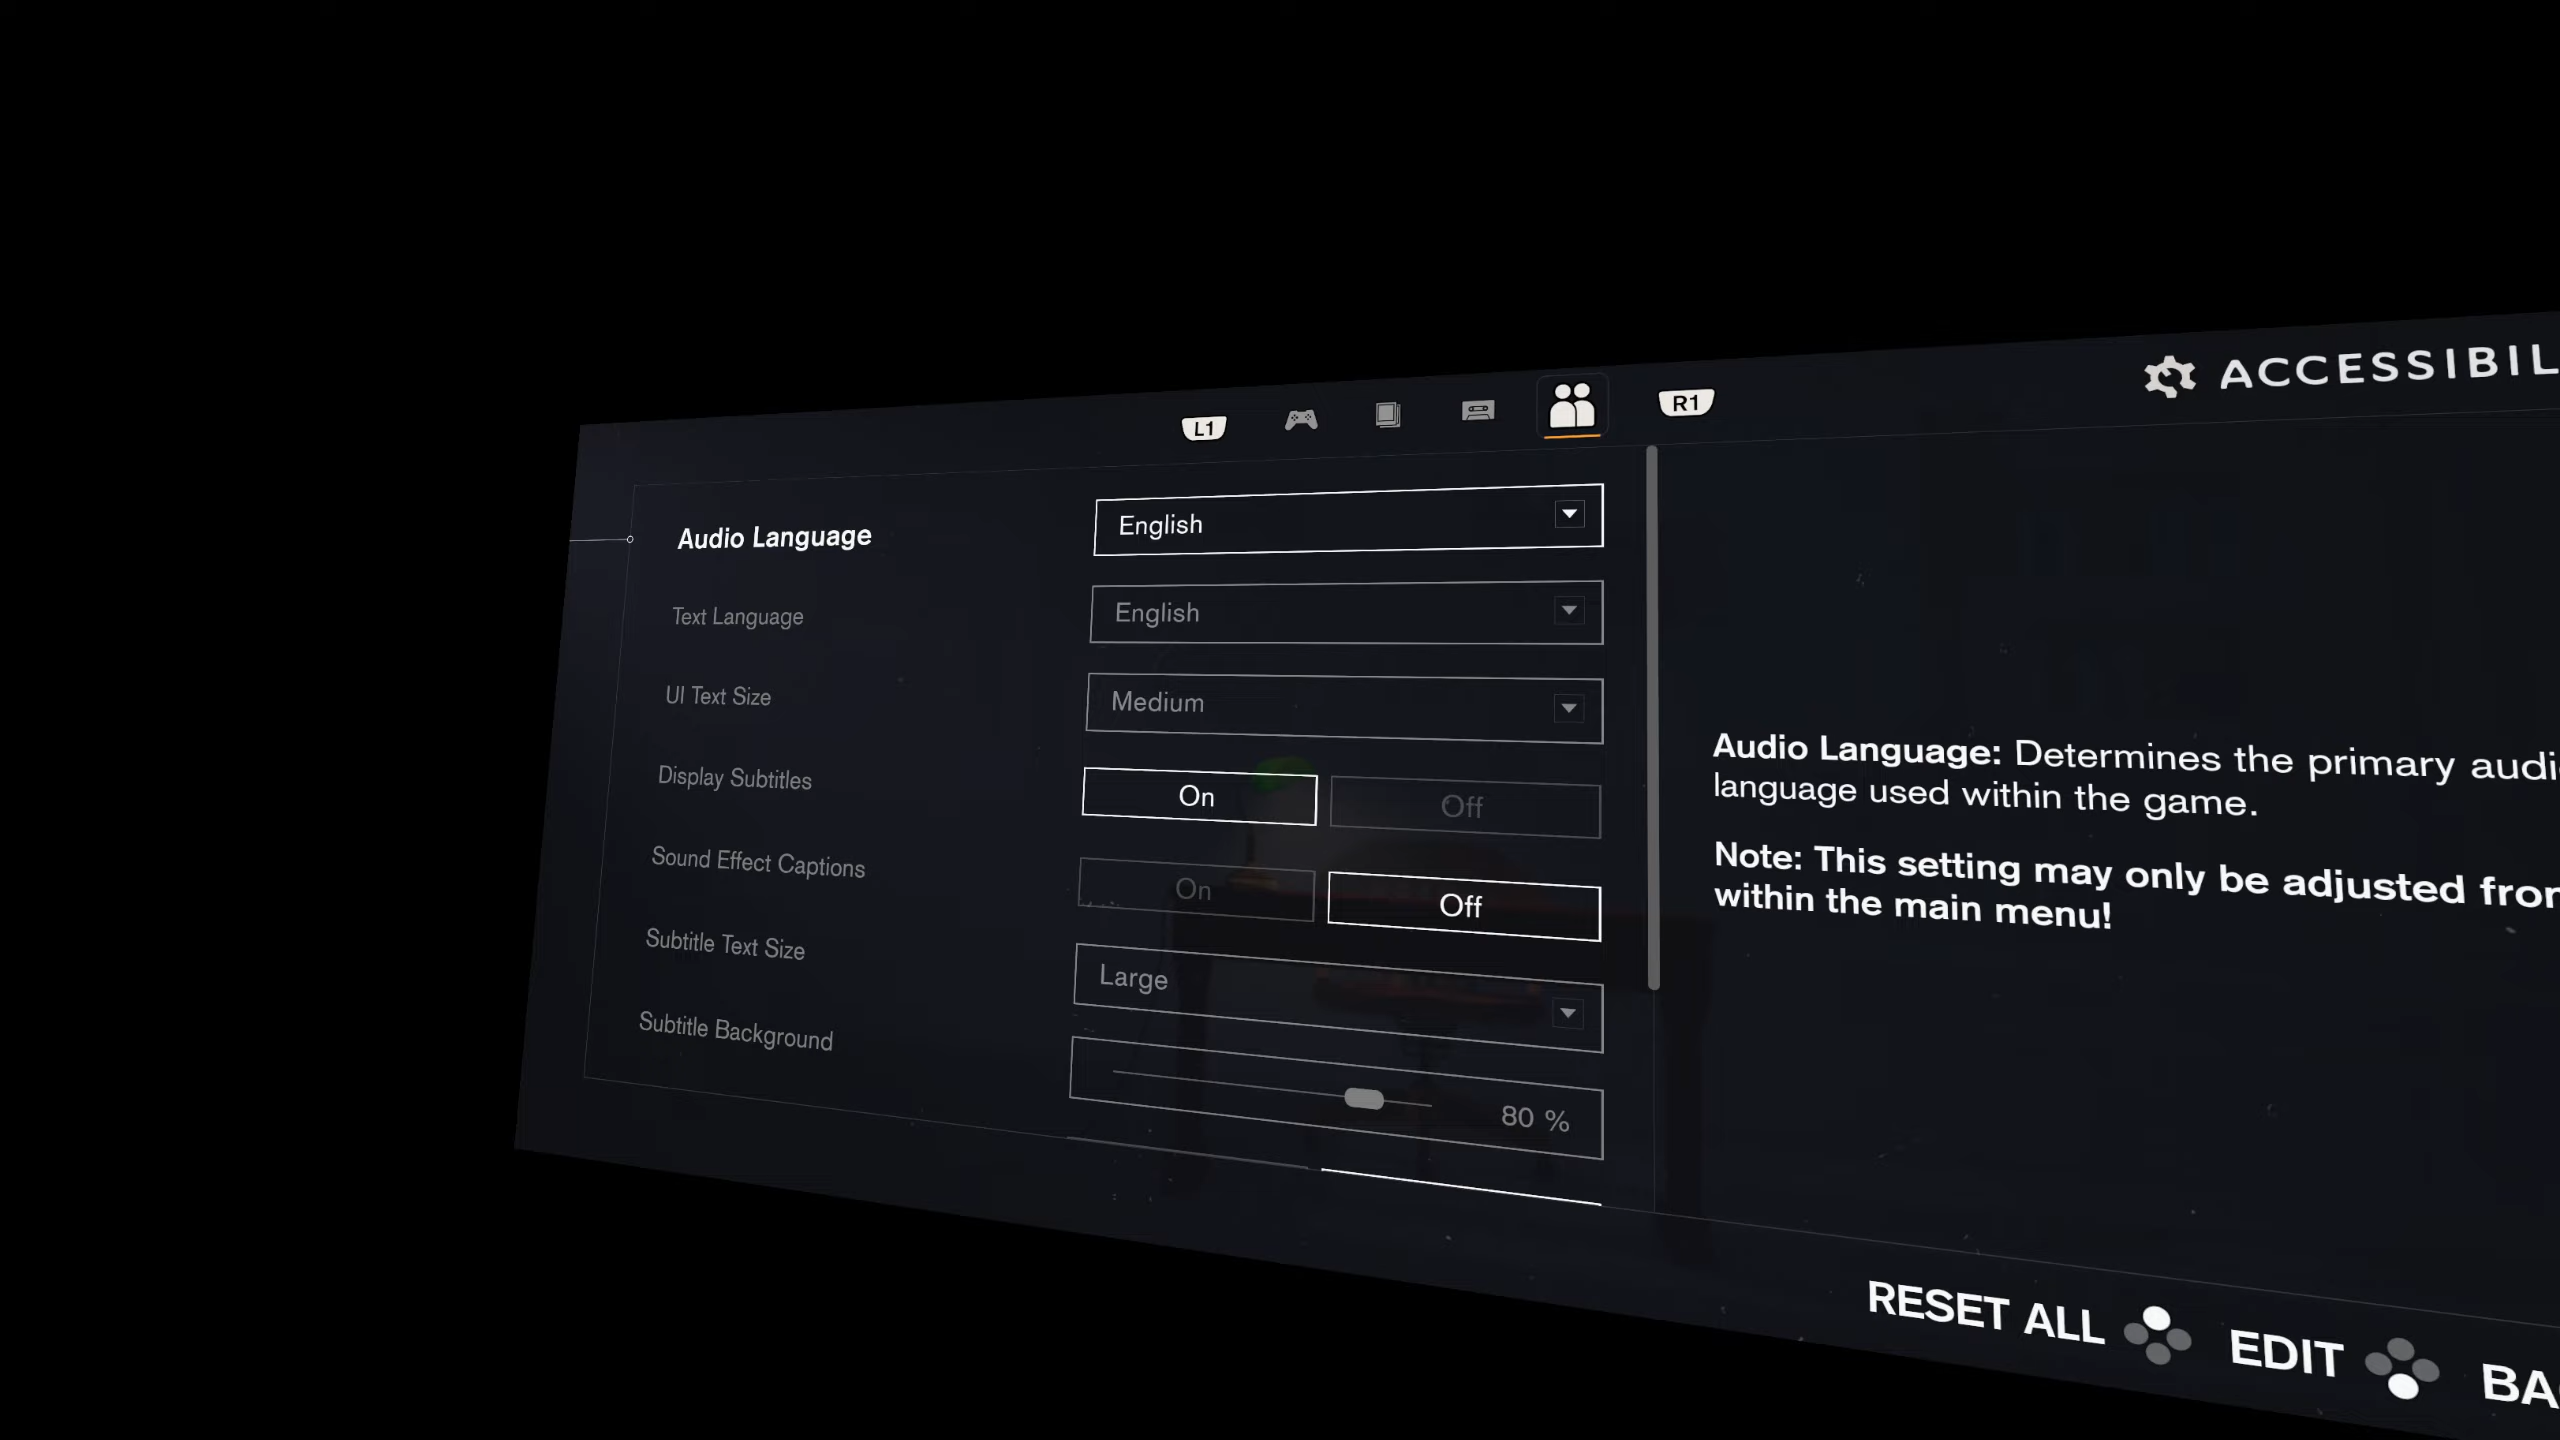 L1
R1
ACCESSIBIL
Audio Language
English
Text Language
English
UI Text Size
Medium
Display Subtitles
On
Off
Sound Effect Captions
On
Off
Subtitle Text Size
Large
Subtitle Background
80 %
Audio Language: Determines the primary audi
language used within the game.
Note: This setting may only be adjusted from
within the main menu!
RESET ALL
EDIT
BA